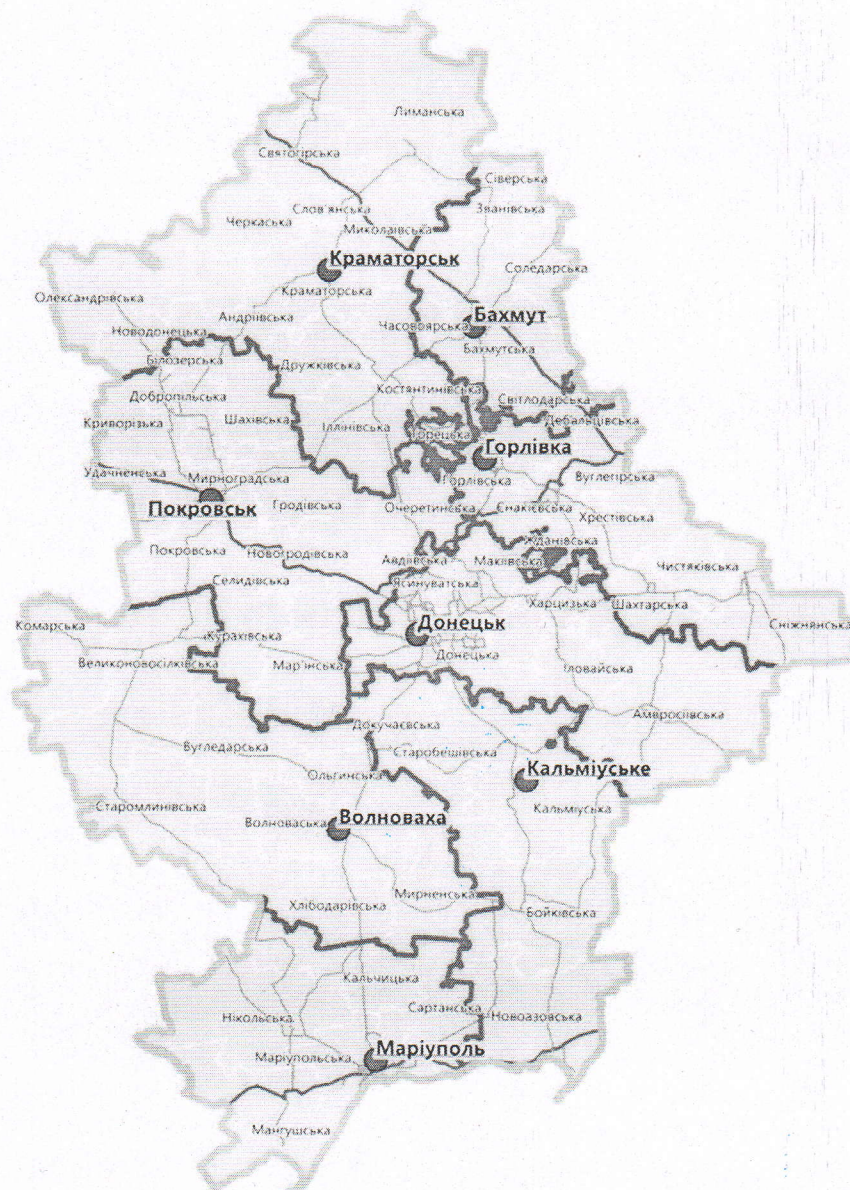 Лиманська
Святогірська
Сіверська
Слов'янська
Званівська
Черкаська
Миколаївська
Краматорськ
Соледарська
Краматорська
Олександрівська
Андріївська
Бахмут
Новодонецька
Часовоярська
Бахмутська
Білозерська
Дружківська
Костянтинівська
Добропільська
Світлодарська
Криворізька
Шахівська
Іллінівська
Торецька
Дебальцівська
Горлівка
Удачненська
Мирноградська
Горлівська
Вуглегірська
Покровськ
Гродівська
Очеретинська
Єнакієвська
Хрестівська
Жданівська
Покровська
Новогродівська
Авдіївська
Макіївська
Чистяківська
Селидівська
Ясинуватська
Харцизька
Шахтарська
Комарська
Курахівська
Донецьк
Сніжнянська
Великоновосілківська
Мар'їнська
Донецька
Іловайська
Докучаєвська
Амвросіївська
Вугледарська
Старобешівська
Ольгинська
Кальміуське
Старомлинівська
Волноваська
Волноваха
Кальміуська
Мирненська
Хлібодарівська
Бойківська
Кальчицька
Нікольська
Сартанська
Новоазовська
Маріупольська
Маріуполь
Мангушська